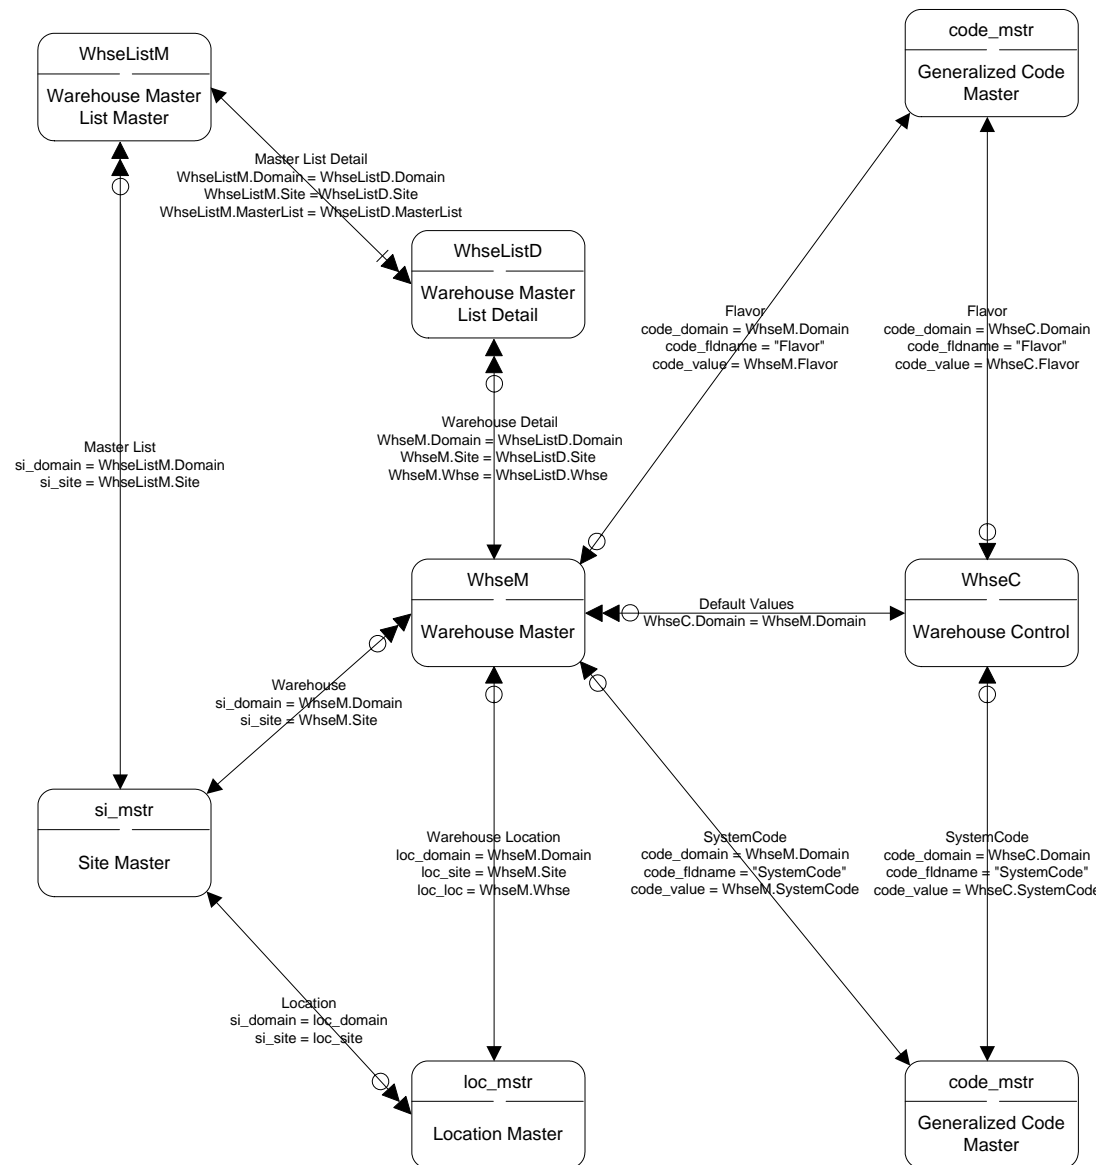 code_mstr
Generalized Code
Master
WhseListM
Warehouse Master
List Master
Master List Detail
WhseListM.Domain = WhseListD.Domain
WhseListM.Site =WhseListD.Site
WhseListM.MasterList = WhseListD.MasterList
WhseListD
Warehouse Master
List Detail
Flavor
code_domain = WhseM.Domain
code_fldname = "Flavor"
code_value = WhseM.Flavor
Flavor
code_domain = WhseC.Domain
code_fldname = "Flavor"
code_value = WhseC.Flavor
Master List
si_domain = WhseListM.Domain
si_site = WhseListM.Site
Warehouse Detail
WhseM.Domain = WhseListD.Domain
WhseM.Site = WhseListD.Site
WhseM.Whse = WhseListD.Whse
WhseM
Warehouse Master
Default Values
WhseC.Domain = WhseM.Domain
WhseC
Warehouse Control
Warehouse
si_domain = WhseM.Domain
si_site = WhseM.Site
si_mstr
Site Master
Warehouse Location
loc_domain = WhseM.Domain
loc_site = WhseM.Site
loc_loc = WhseM.Whse
SystemCode
code_domain = WhseM.Domain
code_fldname = "SystemCode"
code_value = WhseM.SystemCode
SystemCode
code_domain = WhseC.Domain
code_fldname = "SystemCode"
code_value = WhseC.SystemCode
Location
si_domain = loc_domain
si_site = loc_site
loc_mstr
Location Master
code_mstr
Generalized Code
Master